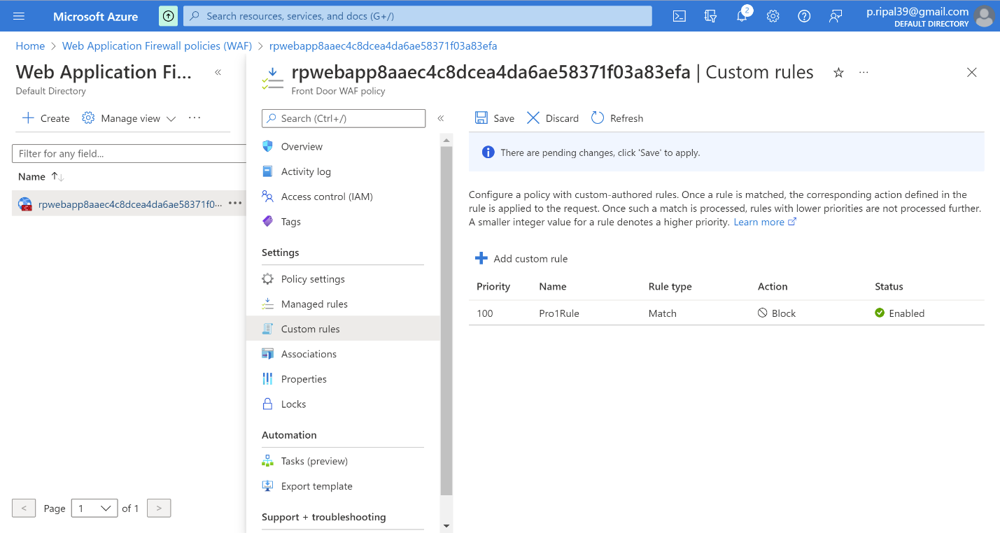 Microsoft Azure
Search resources, services, and docs (G+/)
2
p.ripal39@gmail.com
DEFAULT DIRECTORY
Home > Web Application Firewall policies (WAF) > rpwebapp8aaec4c8dcea4da6ae58371f03a83efa
Web Application Fi...
«
Default Directory
Create
Manage view
...
Filter for any field...
Name
rpwebapp8aaec4c8dcea4da6ae58371f0...
Page 1 of 1
rpwebapp8aaec4c8dcea4da6ae58371f03a83efa | Custom rules
...
Front Door WAF policy
Search (Ctrl+/)
«
Overview
Activity log
Access control (IAM)
Tags
Settings
Policy settings
Managed rules
Custom rules
Associations
Properties
Locks
Automation
Tasks (preview)
Export template
Support + troubleshooting
Save
Discard
Refresh
There are pending changes, click 'Save' to apply.
Configure a policy with custom-authored rules. Once a rule is matched, the corresponding action defined in the
rule is applied to the request. Once such a match is processed, rules with lower priorities are not processed further.
A smaller integer value for a rule denotes a higher priority. Learn more
Add custom rule
Priority Name Rule type Action Status
100 Pro1Rule Match Block Enabled